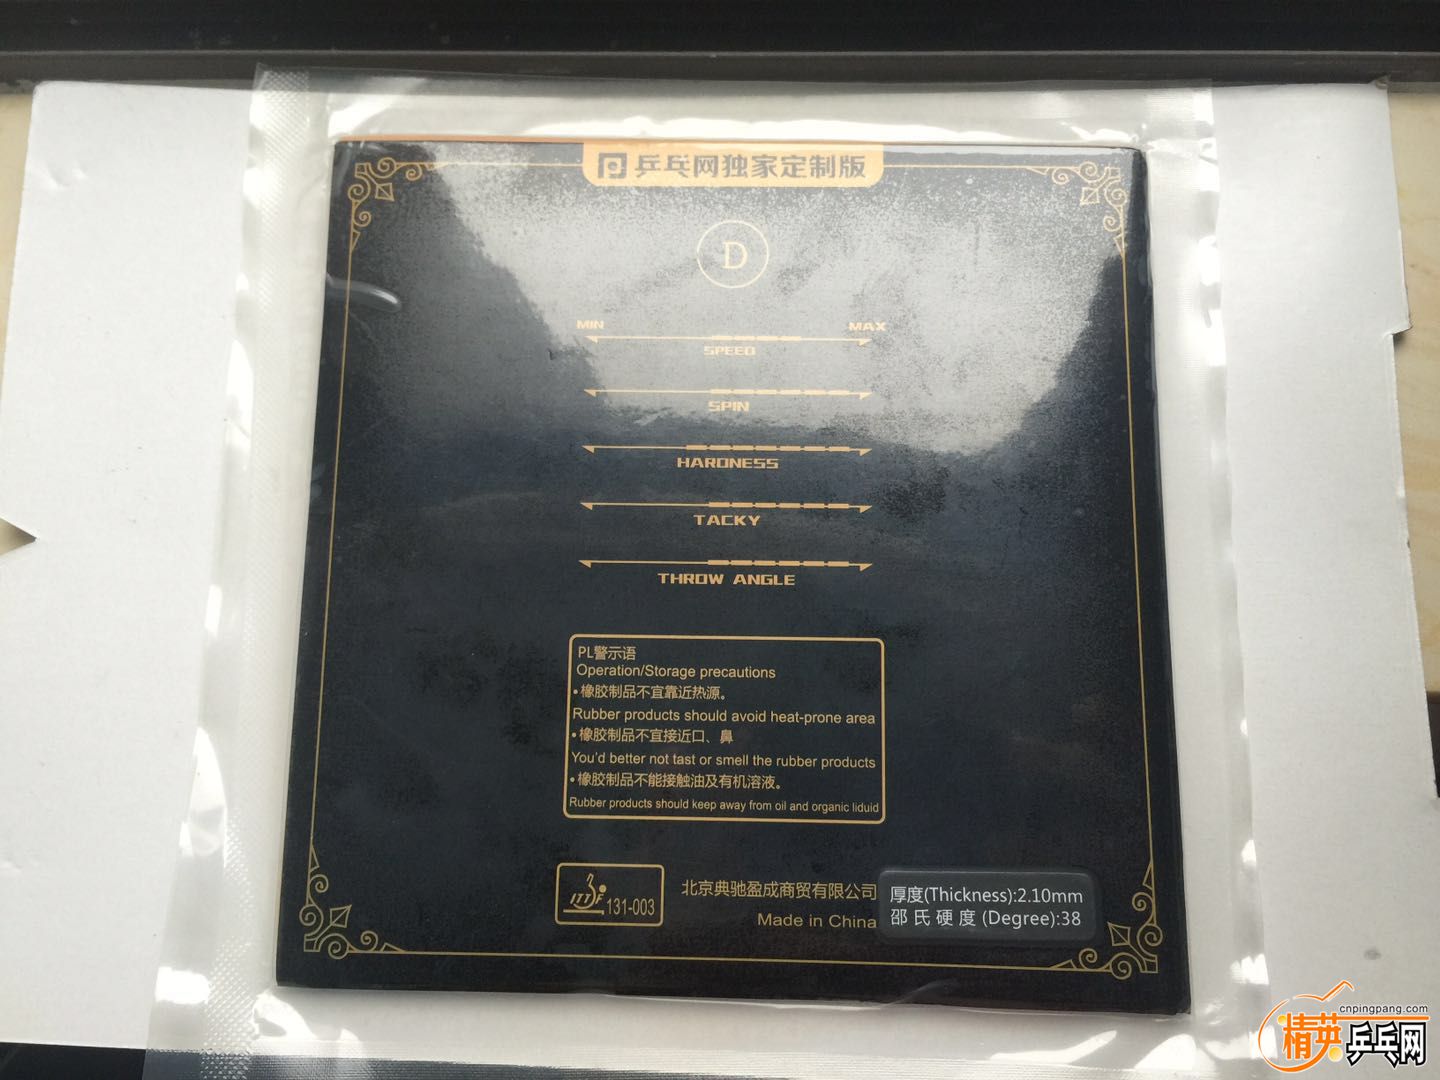 乒乓网独家定制版
D
MIN MAX
SPEED
SPIN
HARDNESS
TACKY
THROW ANGLE
PL警示语
Operation/Storage precautions
•橡胶制品不宜靠近热源。
Rubber products should avoid heat-prone area
•橡胶制品不宜接近口、鼻
You'd better not tast or smell the rubber products
•橡胶制品不能接触油及有机溶液。
Rubber products should keep away from oil and organic liduid
ITTF 131-003
北京典驰盈成商贸有限公司
Made in China
厚度(Thickness):2.10mm
邵氏硬度(Degree):38
cnpingpang.com
精英乒乓网